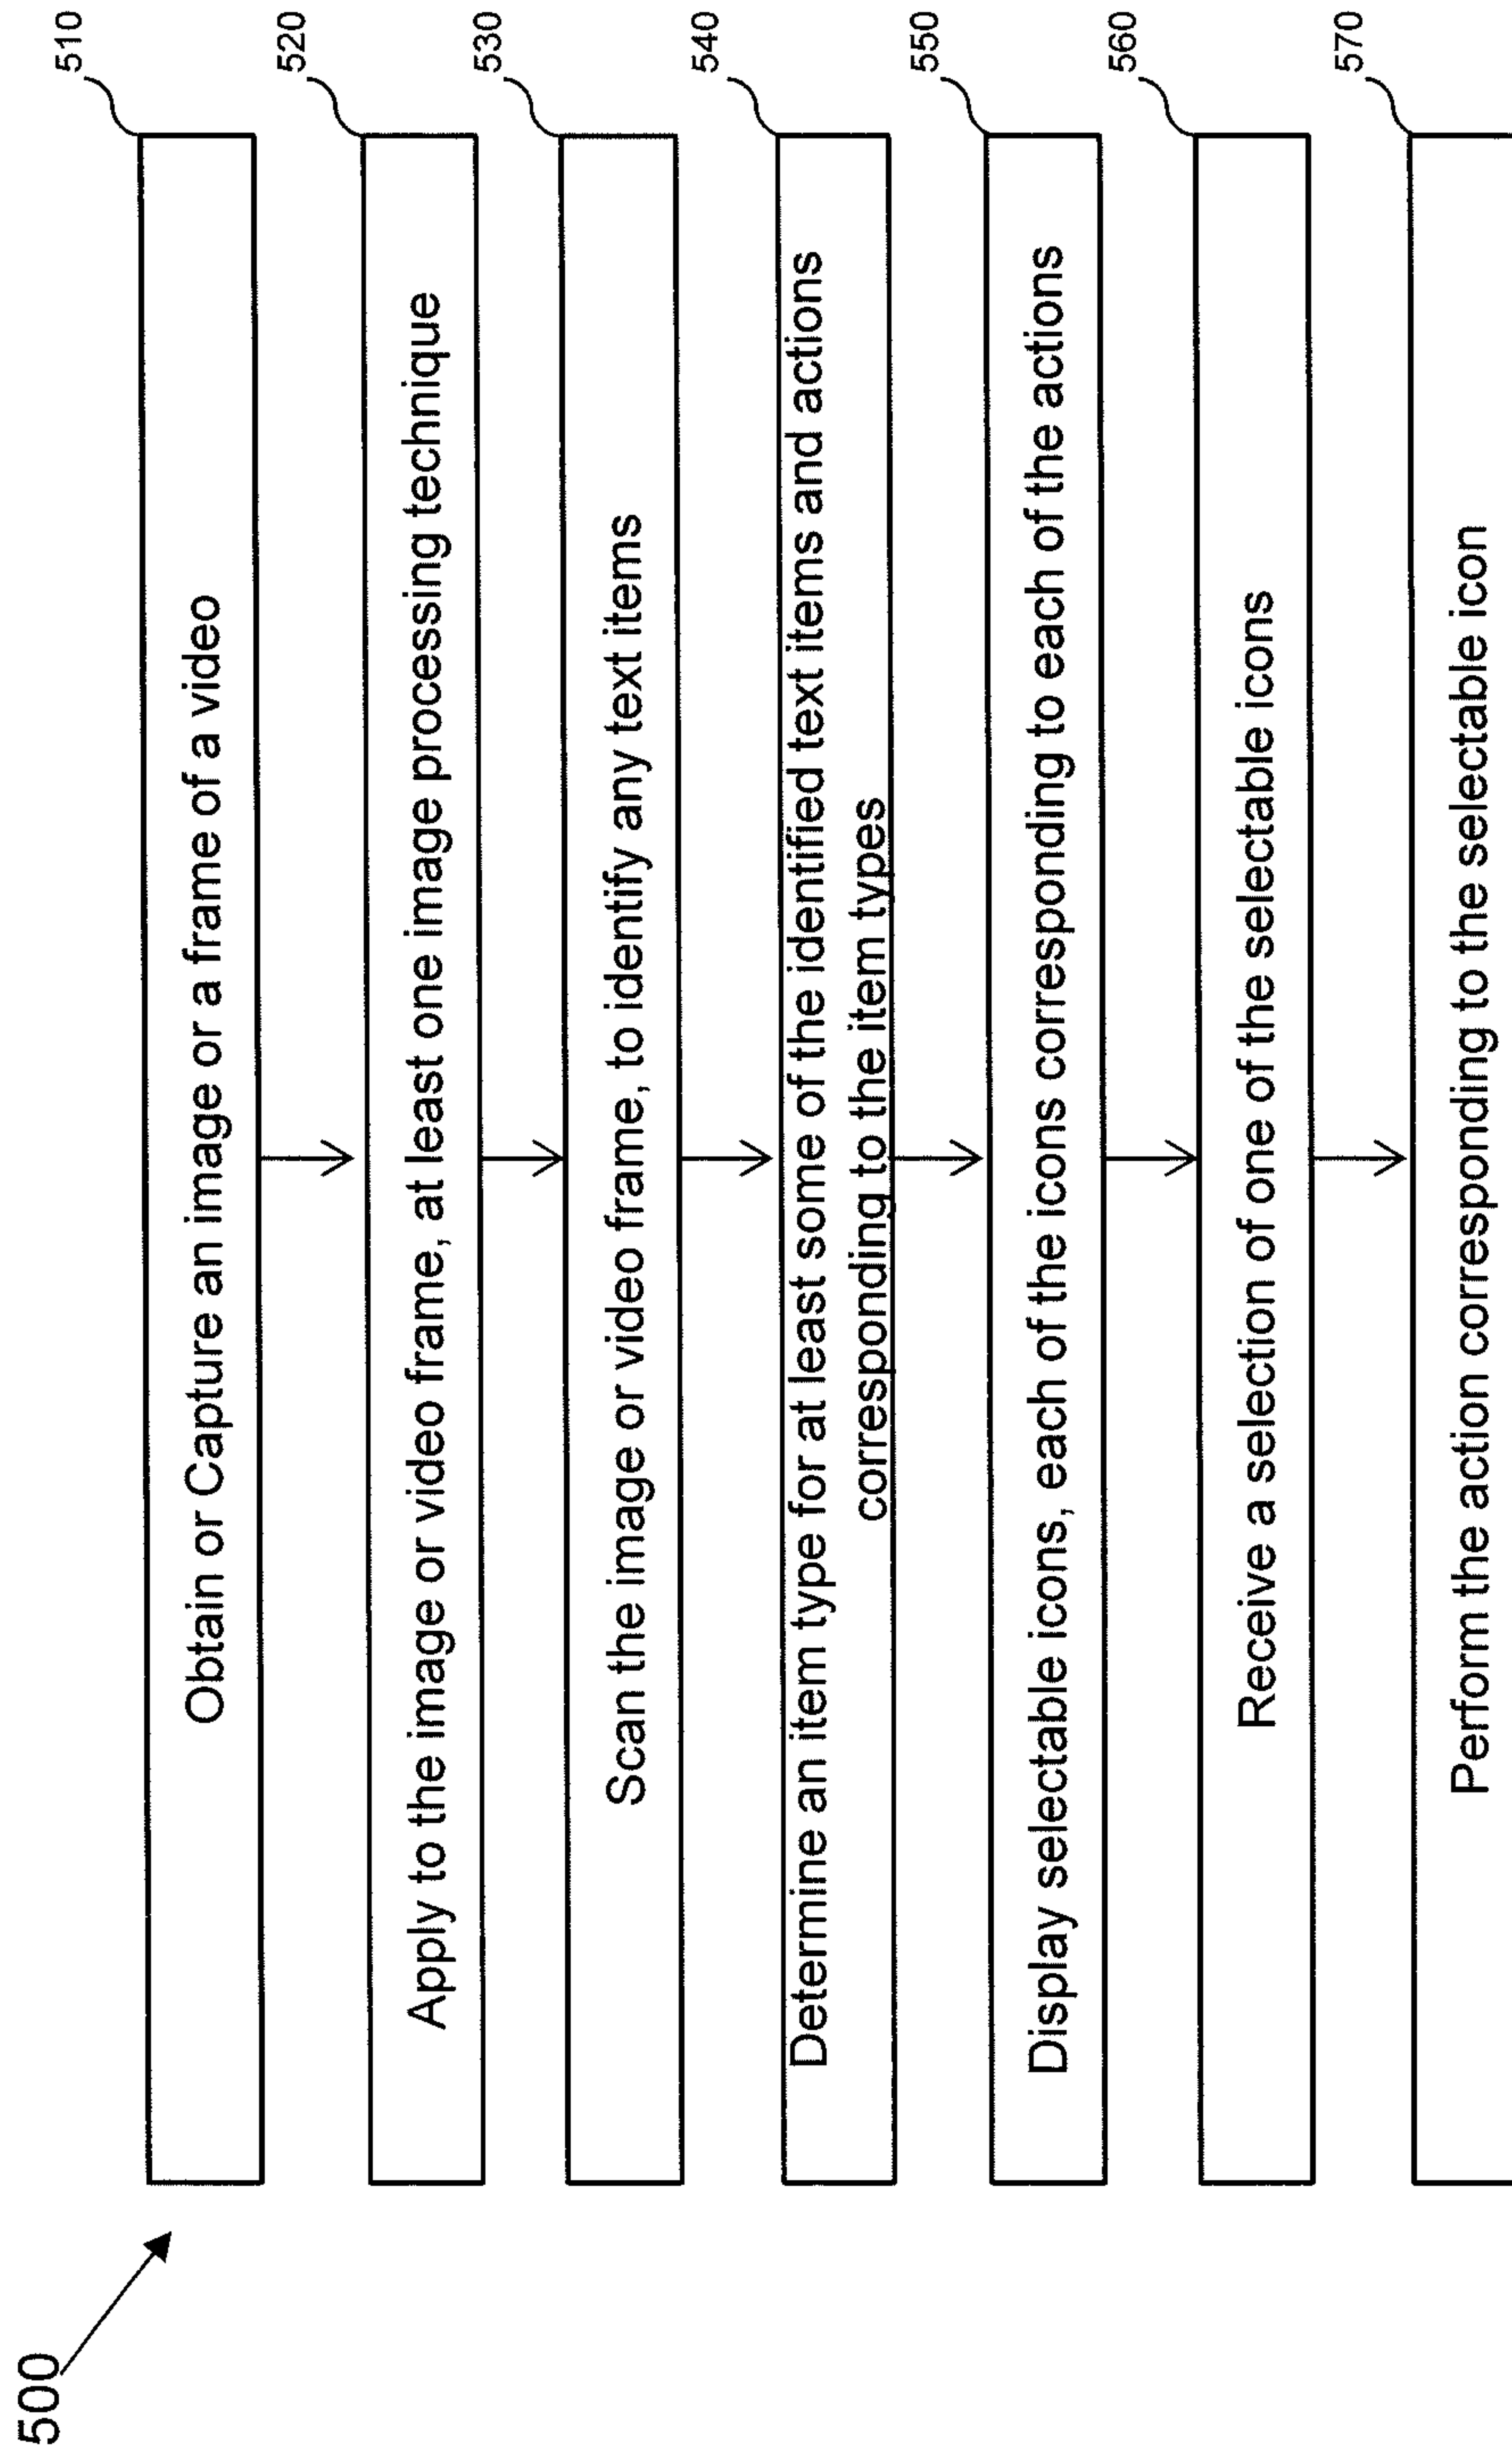 500
510
Obtain or Capture an image or a frame of a video
520
Apply to the image or video frame, at least one image processing technique
530
Scan the image or video frame, to identify any text items
540
Determine an item type for at least some of the identified text items and actions
corresponding to the item types
550
Display selectable icons, each of the icons corresponding to each of the actions
560
Receive a selection of one of the selectable icons
570
Perform the action corresponding to the selectable icon